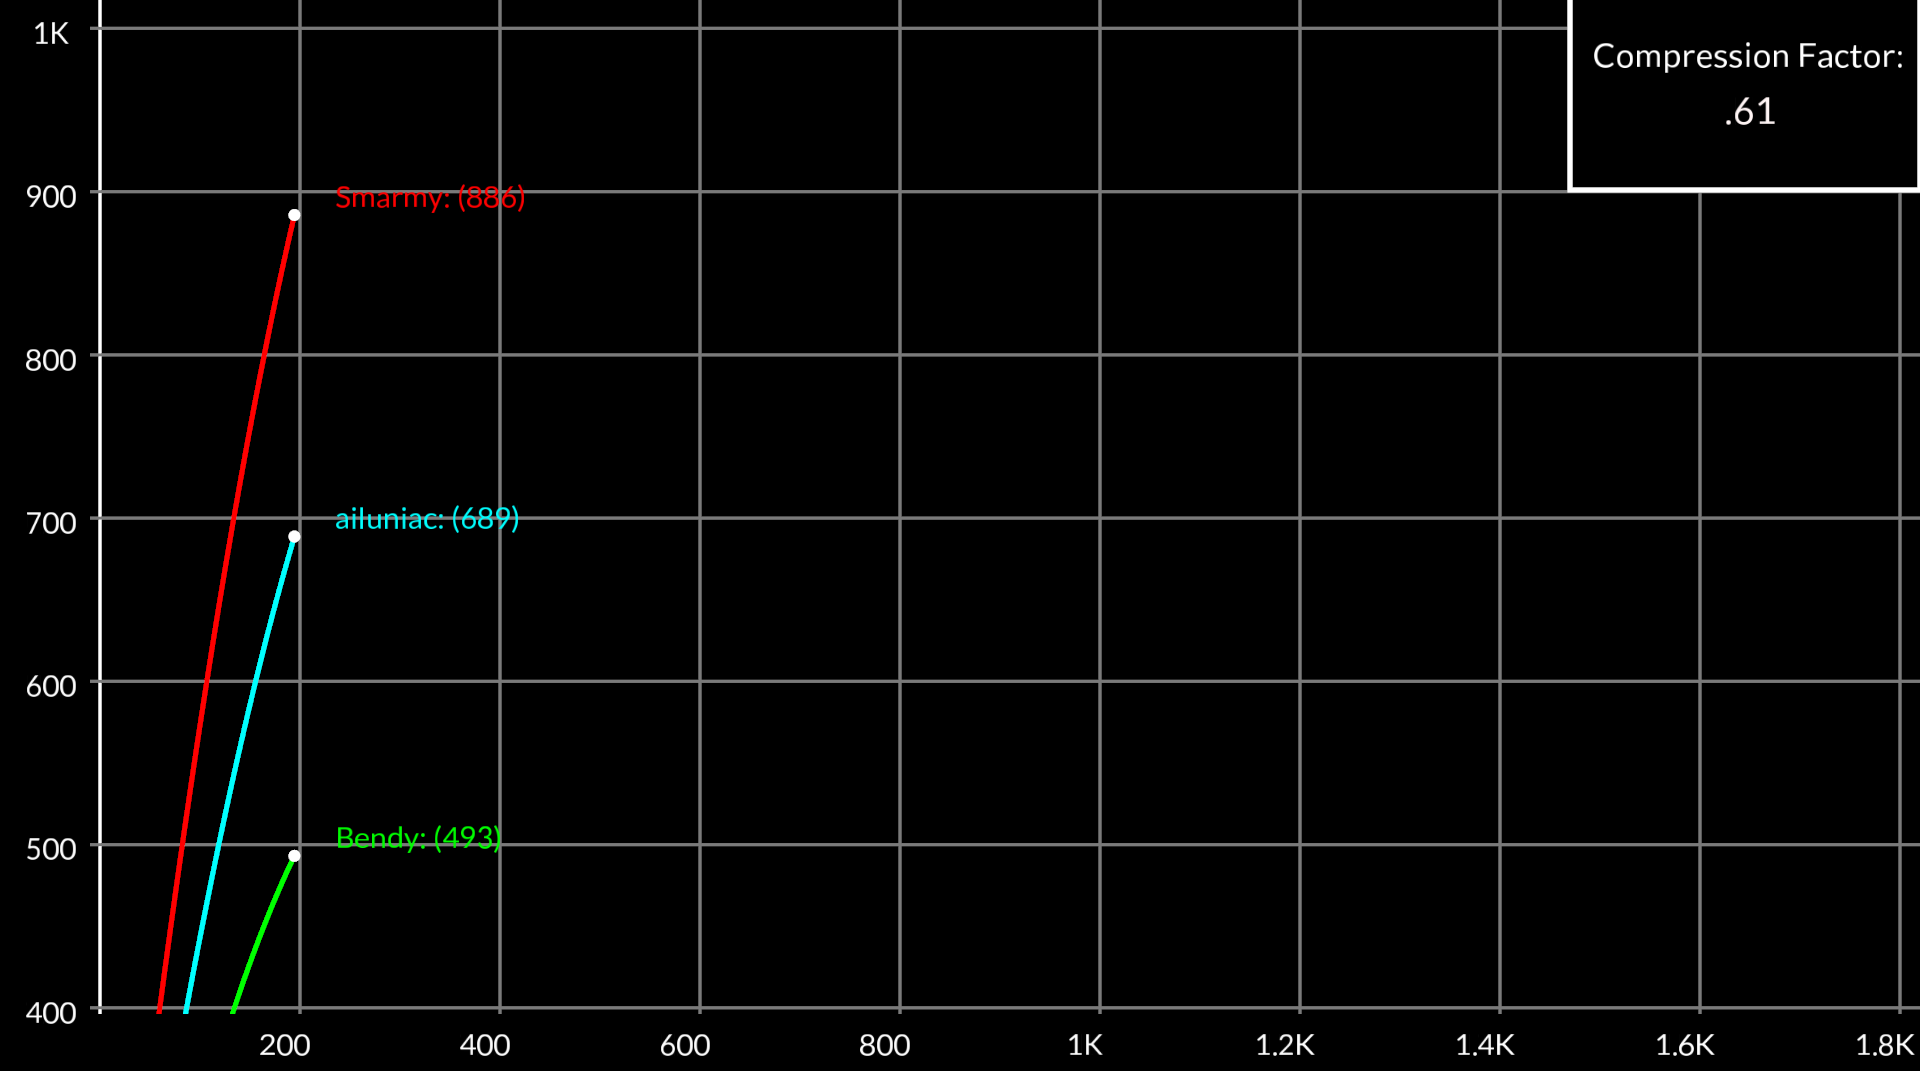 1K
Compression Factor:
.61
900
Smarmy: (886)
800
700
ailuniac: (689)
600
500
Bendy: (493)
400
200 400 600 800 1K 1.2K 1.4K 1.6K 1.8K